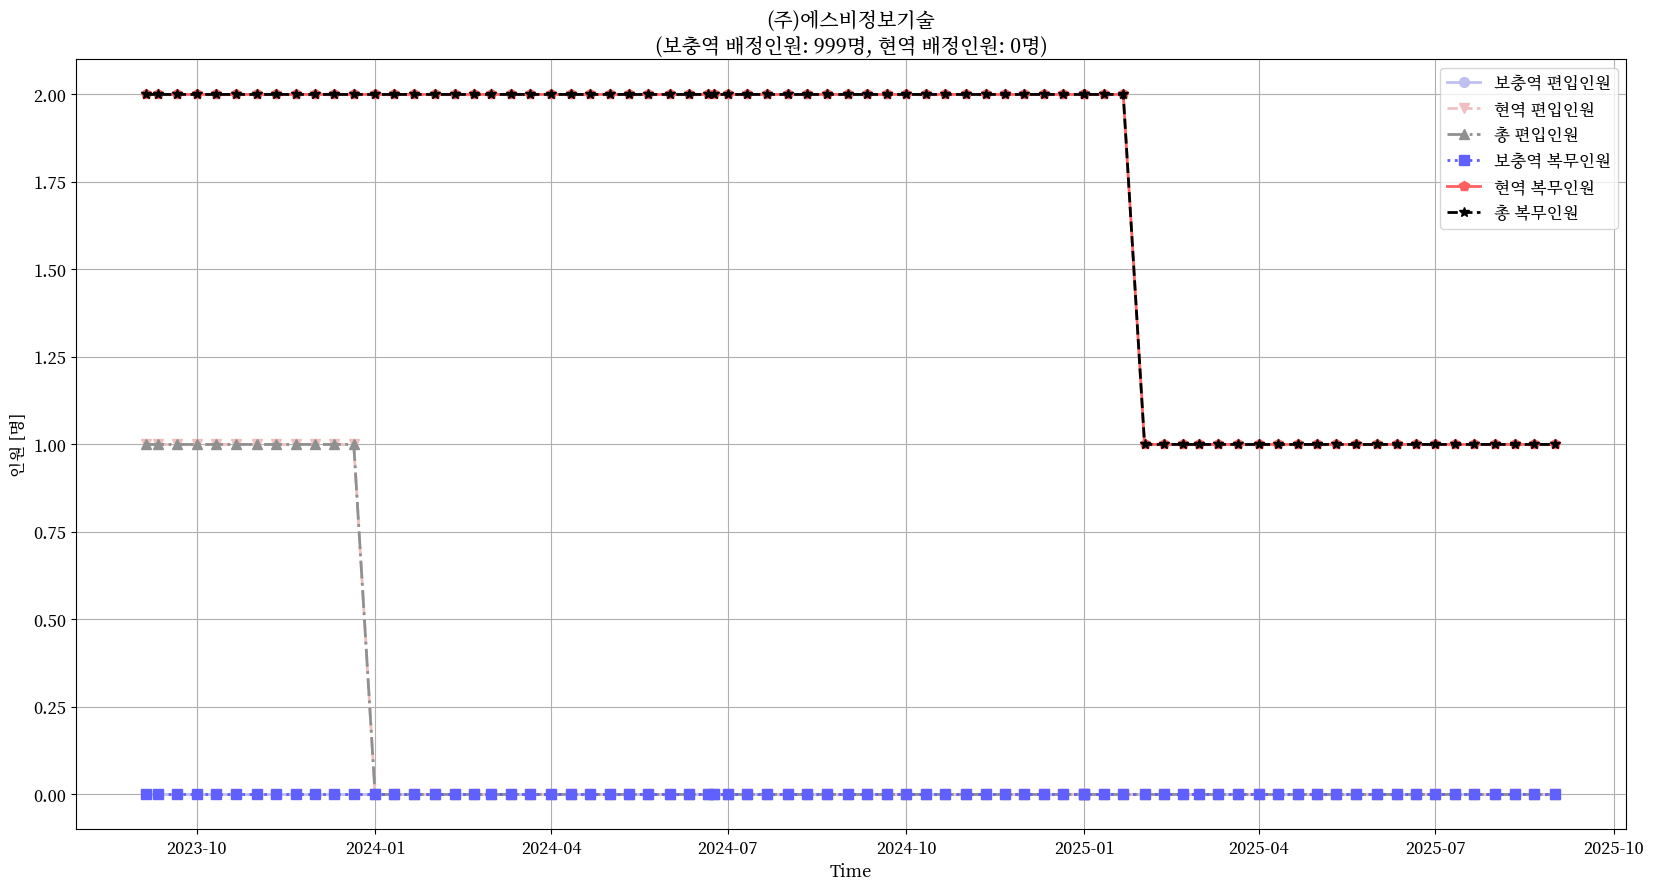 (주)에스비정보기술
(보충역 배정인원: 999명, 현역 배정인원: 0명)
보충역 편입인원
현역 편입인원
총 편입인원
보충역 복무인원
현역 복무인원
총 복무인원
2.00
1.75
1.50
1.25
1.00
0.75
0.50
0.25
0.00
인원 [명]
2023-10 2024-01 2024-04 2024-07 2024-10 2025-01 2025-04 2025-07 2025-10
Time